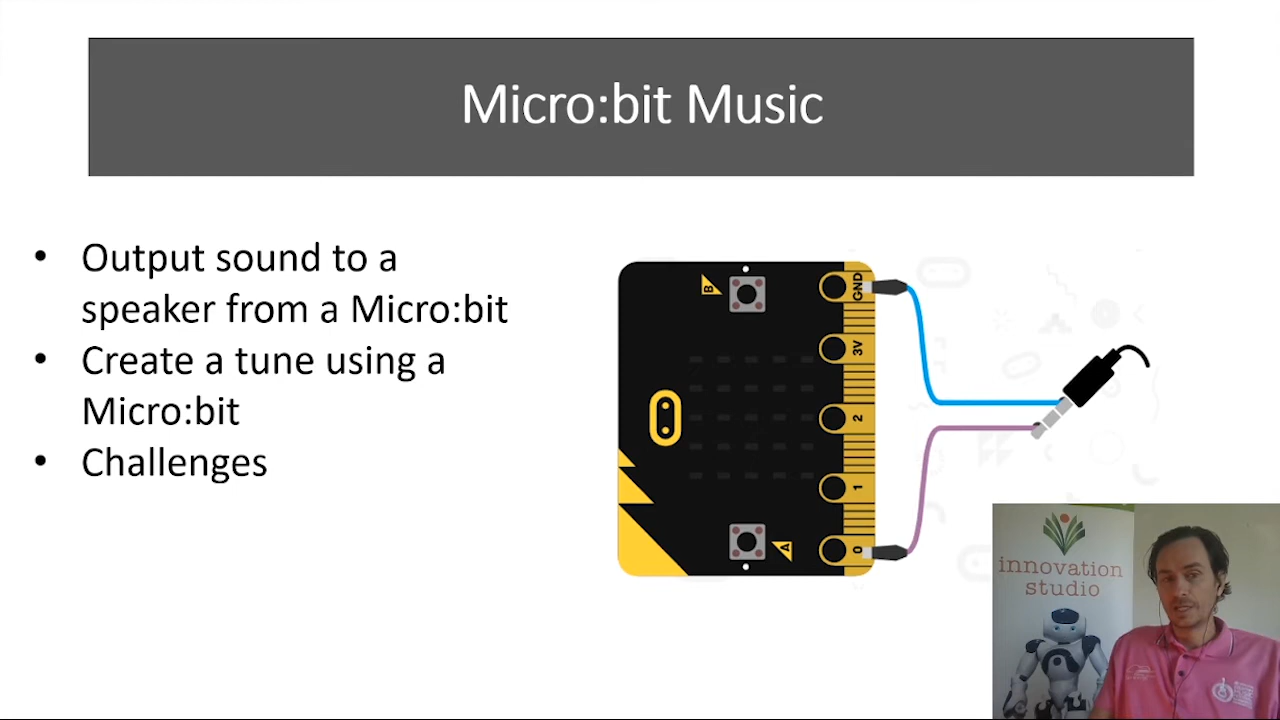 Micro:bit Music
• Output sound to a
speaker from a Micro:bit
• Create a tune using a
Micro:bit
• Challenges
B
GND
3V
2
1
0
A
innovation
studio